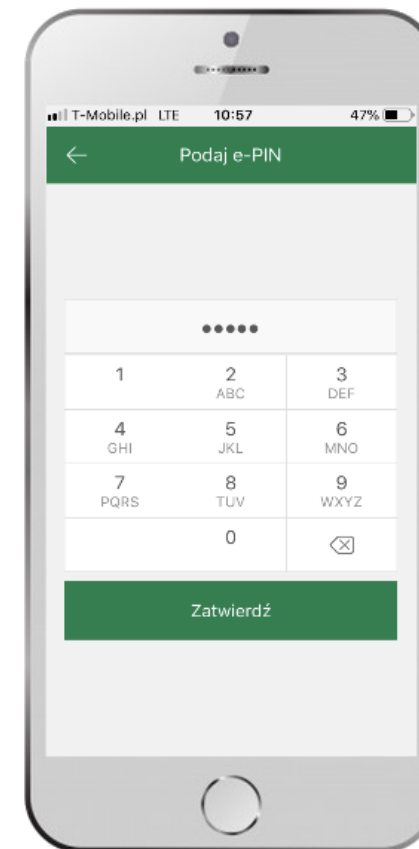 T-Mobile.pl LTE 10:57 47%
Podaj e-PIN
•••••
1 2 3
ABC DEF
4 5 6
GHI JKL MNO
7 8 9
PQRS TUV WXYZ
0
Zatwierdź